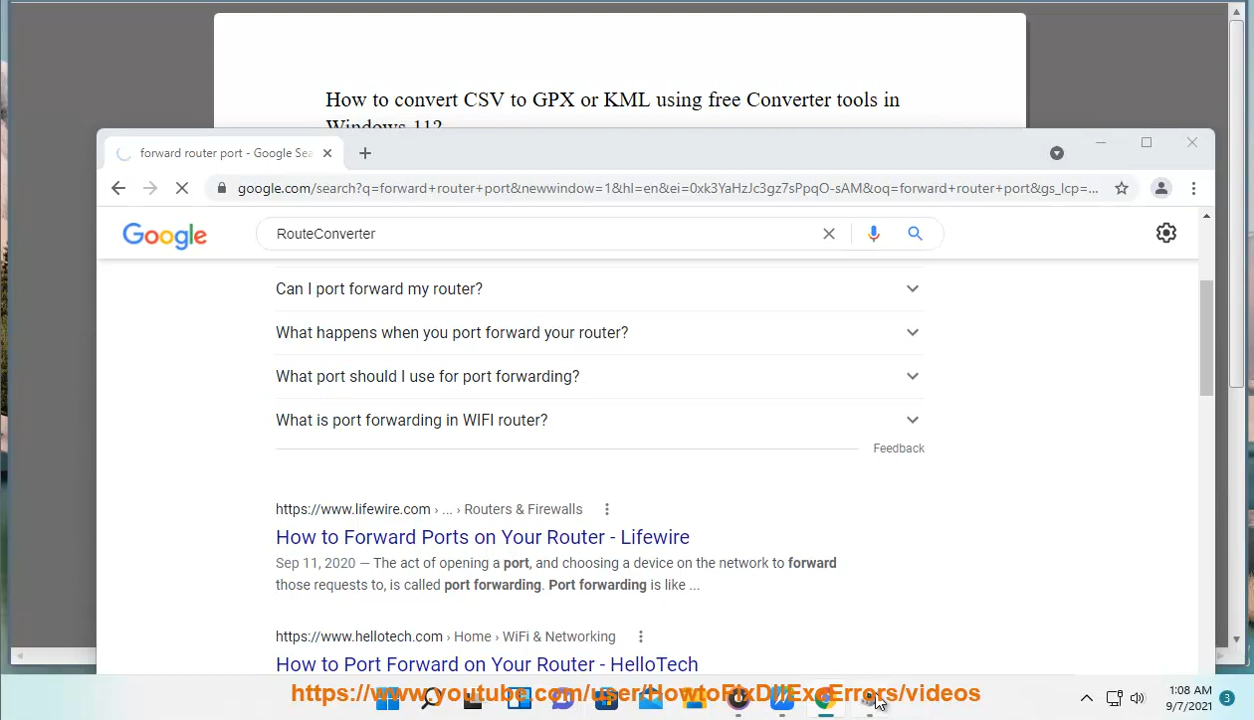 How to convert CSV to GPX or KML using free Converter tools in
Windows 11?
forward router port - Google Sea
google.com/search?q=forward+router+port&newwindow=1&hl=en&ei=0xk3YaHzJc3gz7sPpqO-sAM&oq=forward+router+port&gs_lcp=...
Google
RouteConverter
Can I port forward my router?
What happens when you port forward your router?
What port should I use for port forwarding?
What is port forwarding in WIFI router?
Feedback
https://www.lifewire.com › ... › Routers & Firewalls
How to Forward Ports on Your Router - Lifewire
Sep 11, 2020 — The act of opening a port, and choosing a device on the network to forward
those requests to, is called port forwarding. Port forwarding is like ...
https://www.hellotech.com › Home › WiFi & Networking
How to Port Forward on Your Router - HelloTech
https://www.youtube.com/user/HowtoFixDllExeErrors/videos
1:08 AM
9/7/2021
3